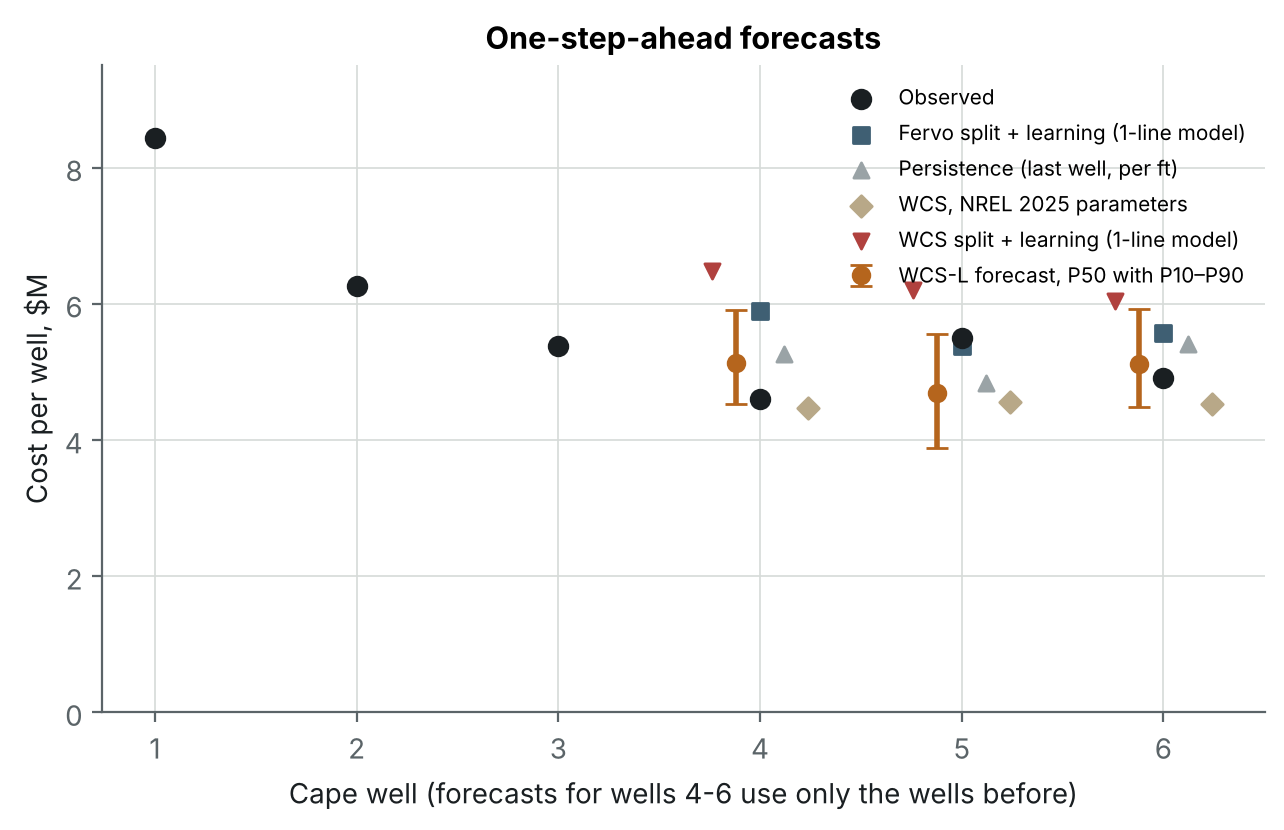 One-step-ahead forecasts
Observed
Fervo split + learning (1-line model)
Persistence (last well, per ft)
WCS, NREL 2025 parameters
WCS split + learning (1-line model)
WCS-L forecast, P50 with P10–P90
Cost per well, $M
8
6
4
2
0
1 2 3 4 5 6
Cape well (forecasts for wells 4-6 use only the wells before)